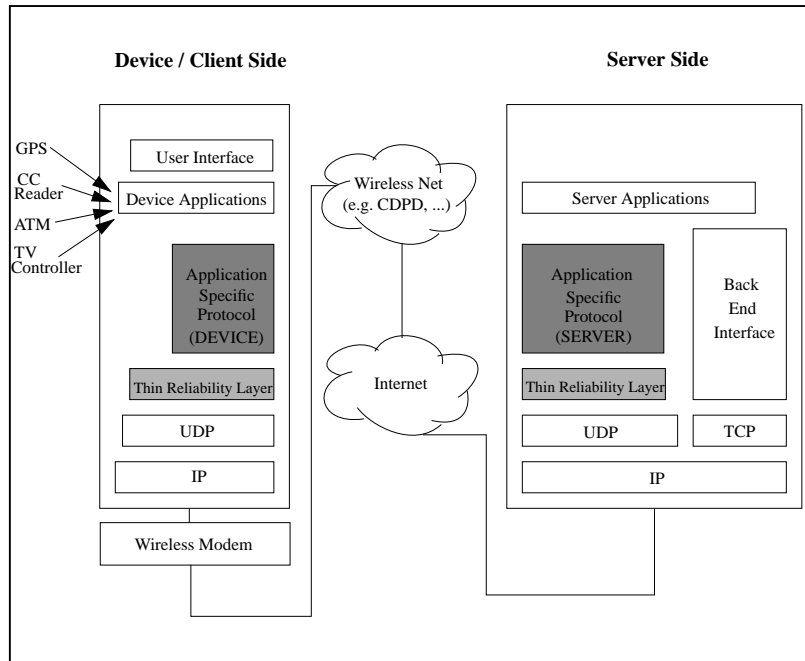 Device / Client Side
Server Side
GPS
CC
Reader
ATM
TV
Controller
User Interface
Device Applications
Application
Specific
Protocol
(DEVICE)
Thin Reliability Layer
UDP
IP
Wireless Modem
Wireless Net
(e.g. CDPD, ...)
Internet
Server Applications
Application
Specific
Protocol
(SERVER)
Back
End
Interface
Thin Reliability Layer
UDP
TCP
IP